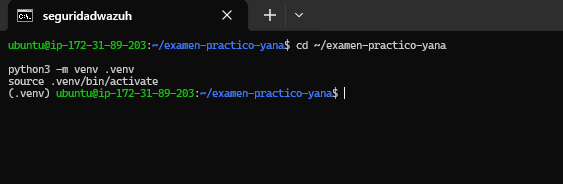 seguridadwazuh
ubuntu@ip-172-31-89-203:~/examen-practico-yana$ cd ~/examen-practico-yana
python3 -m venv .venv
source .venv/bin/activate
(.venv) ubuntu@ip-172-31-89-203:~/examen-practico-yana$